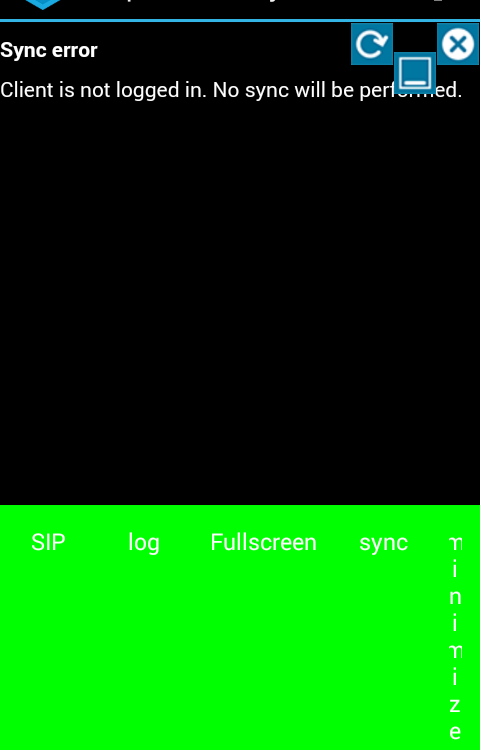 Sync error
Client is not logged in. No sync will be performed.
SIP log Fullscreen sync minimize